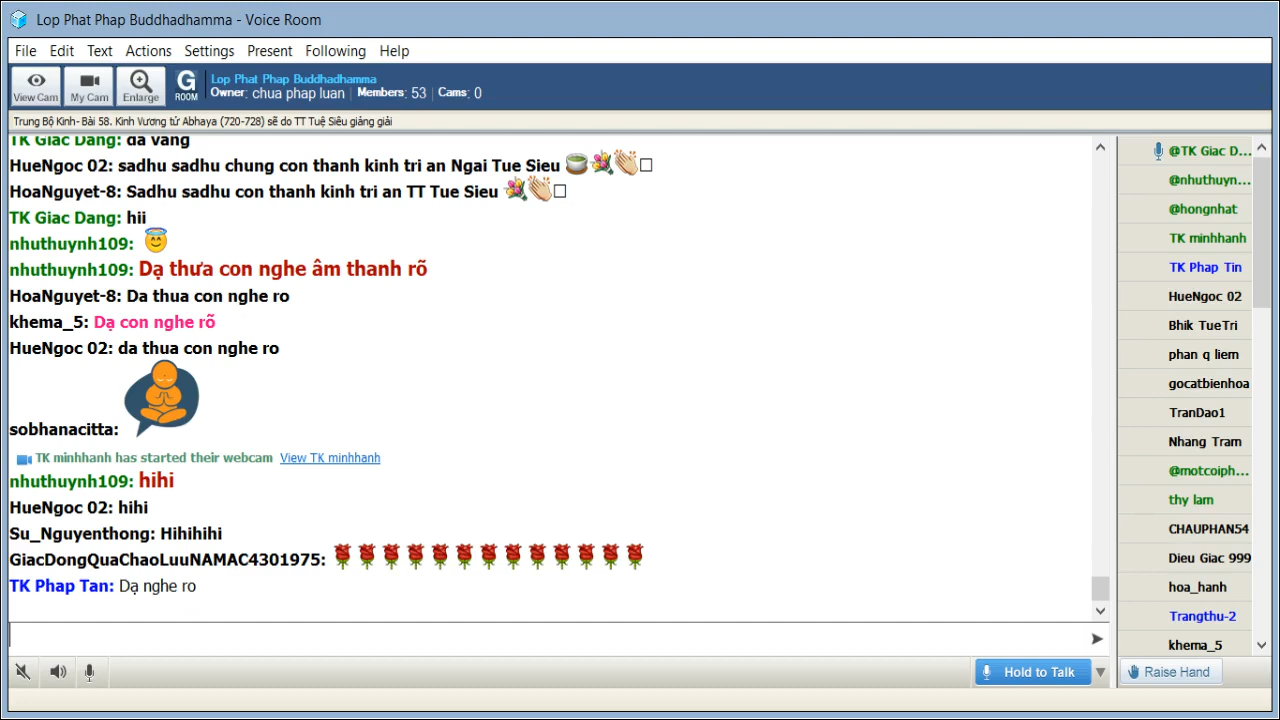 Lop Phat Phap Buddhadhamma - Voice Room
File Edit Text Actions Settings Present Following Help
View Cam My Cam Enlarge G ROOM
Lop Phat Phap Buddhadhamma
Owner: chua phap luan Members: 53 Cams: 0
Trung Bộ Kinh- Bài 58. Kinh Vương tử Abhaya (720-728) sẽ do TT Tuệ Siêu giảng giải
TK Giac Dang: da vang
HueNgoc 02: sadhu sadhu chung con thanh kinh tri an Ngai Tue Sieu 🍵💐👏🏻
HoaNguyet-8: Sadhu sadhu con thanh kinh tri an TT Tue Sieu 💐👏🏻
TK Giac Dang: hii
nhuthuynh109: 😇
nhuthuynh109: Dạ thưa con nghe âm thanh rõ
HoaNguyet-8: Da thua con nghe ro
khema_5: Dạ con nghe rõ
HueNgoc 02: da thua con nghe ro
sobhanacitta:
TK minhhanh has started their webcam View TK minhhanh
nhuthuynh109: hihi
HueNgoc 02: hihi
Su_Nguyenthong: Hihihihi
GiacDongQuaChaoLuuNAMAC4301975: 🌹🌹🌹🌹🌹🌹🌹🌹🌹🌹🌹🌹🌹
TK Phap Tan: Dạ nghe ro
Hold to Talk
@TK Giac D...
@nhuthuyn...
@hongnhat
TK minhhanh
TK Phap Tin
HueNgoc 02
Bhik TueTri
phan q liem
gocatbienhoa
TranDao1
Nhang Tram
@motcoiph...
thy lam
CHAUPHAN54
Dieu Giac 999
hoa_hanh
Trangthu-2
khema_5
Raise Hand